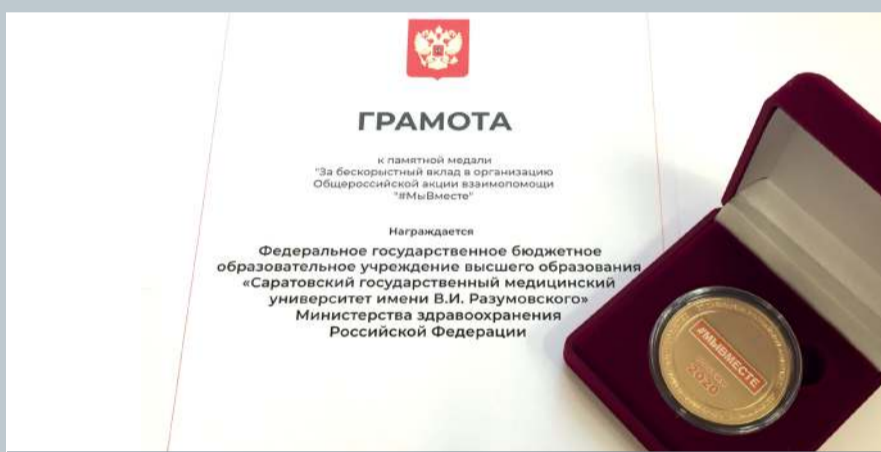 ГРАМОТА
к памятной медали
"За бескорыстный вклад в организацию
Общероссийской акции взаимопомощи
"#МыВместе"
Награждается
Федеральное государственное бюджетное
образовательное учреждение высшего образования
«Саратовский государственный медицинский
университет имени В.И. Разумовского»
Министерства здравоохранения
Российской Федерации
#МЫВМЕСТЕ
2020